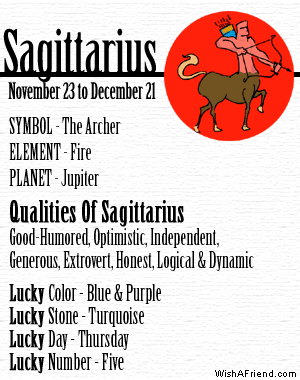 Sagittarius
November 23 to December 21
SYMBOL - The Archer
ELEMENT - Fire
PLANET - Jupiter
Qualities Of Sagittarius
Good-Humored, Optimistic, Independent,
Generous, Extrovert, Honest, Logical & Dynamic
Lucky Color - Blue & Purple
Lucky Stone - Turquoise
Lucky Day - Thursday
Lucky Number - Five
WishAFriend.com